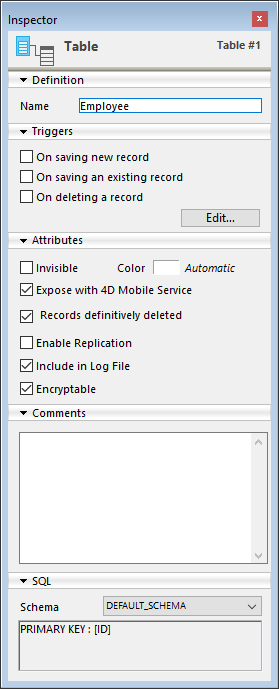 Inspector
Table Table #1
Definition
Name Employee
Triggers
On saving new record
On saving an existing record
On deleting a record
Edit...
Attributes
Invisible Color Automatic
Expose with 4D Mobile Service
Records definitively deleted
Enable Replication
Include in Log File
Encryptable
Comments
SQL
Schema DEFAULT_SCHEMA
PRIMARY KEY : [ID]